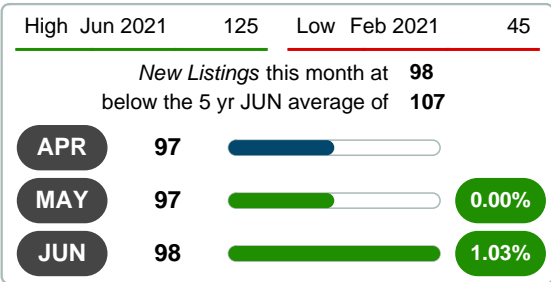 High Jun 2021 125 Low Feb 2021 45
New Listings this month at 98
below the 5 yr JUN average of 107
APR 97
MAY 97 0.00%
JUN 98 1.03%